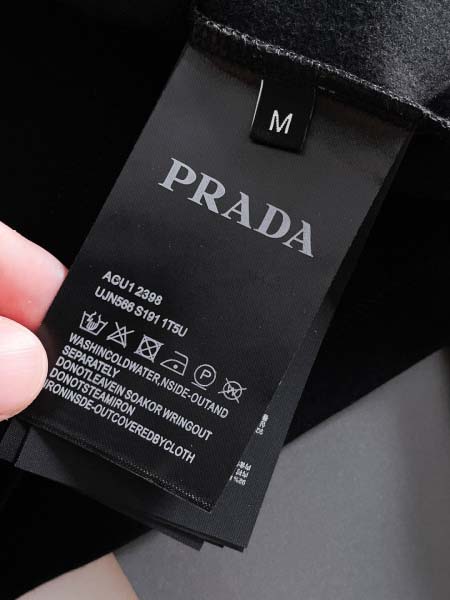 M
PRADA
AGU1 2398
UJN566 S191 1T5U
WASHINCOLDWATER,NSIDE-OUTAND
SEPARATELY
DONOTLEAVEIN SOAKOR WRINGOUT
DONOTSTEAMIRON
IRONINSDE-OUTCOVEREDBYCLOTH